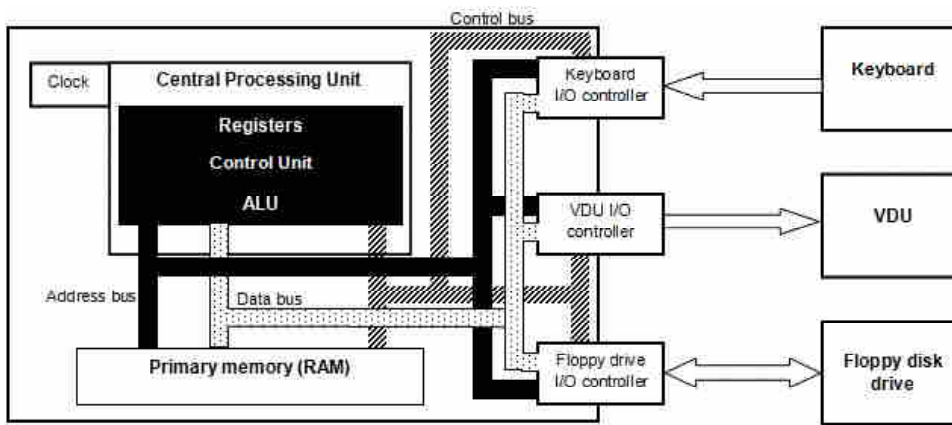 Control bus
Clock
Central Processing Unit
Registers
Control Unit
ALU
Keyboard
I/O controller
Keyboard
VDU I/O
controller
VDU
Address bus
Data bus
Primary memory (RAM)
Floppy drive
I/O controller
Floppy disk
drive